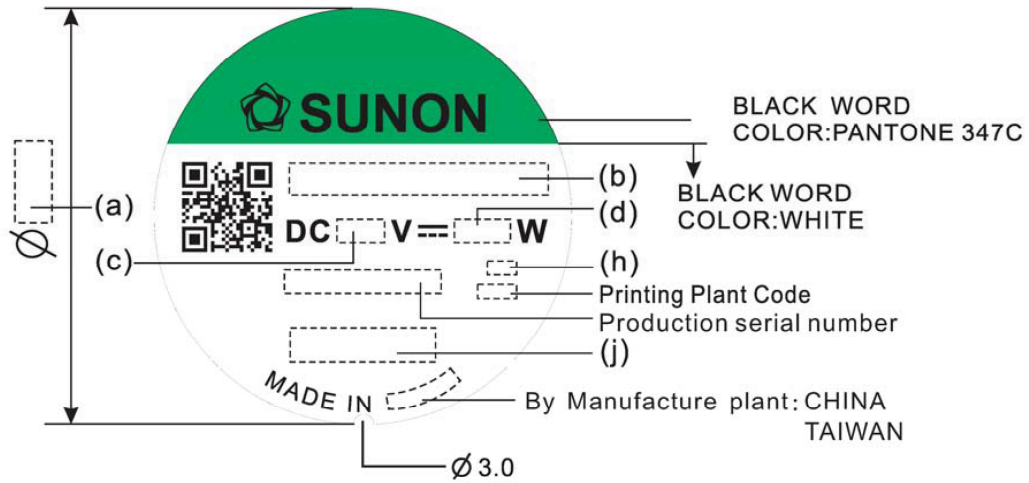 SUNON
BLACK WORD
COLOR:PANTONE 347C
BLACK WORD
COLOR:WHITE
(a)
(b)
(d)
DC V W
(c)
(h)
Printing Plant Code
Production serial number
(j)
MADE IN
By Manufacture plant: CHINA
TAIWAN
Ø
Ø 3.0